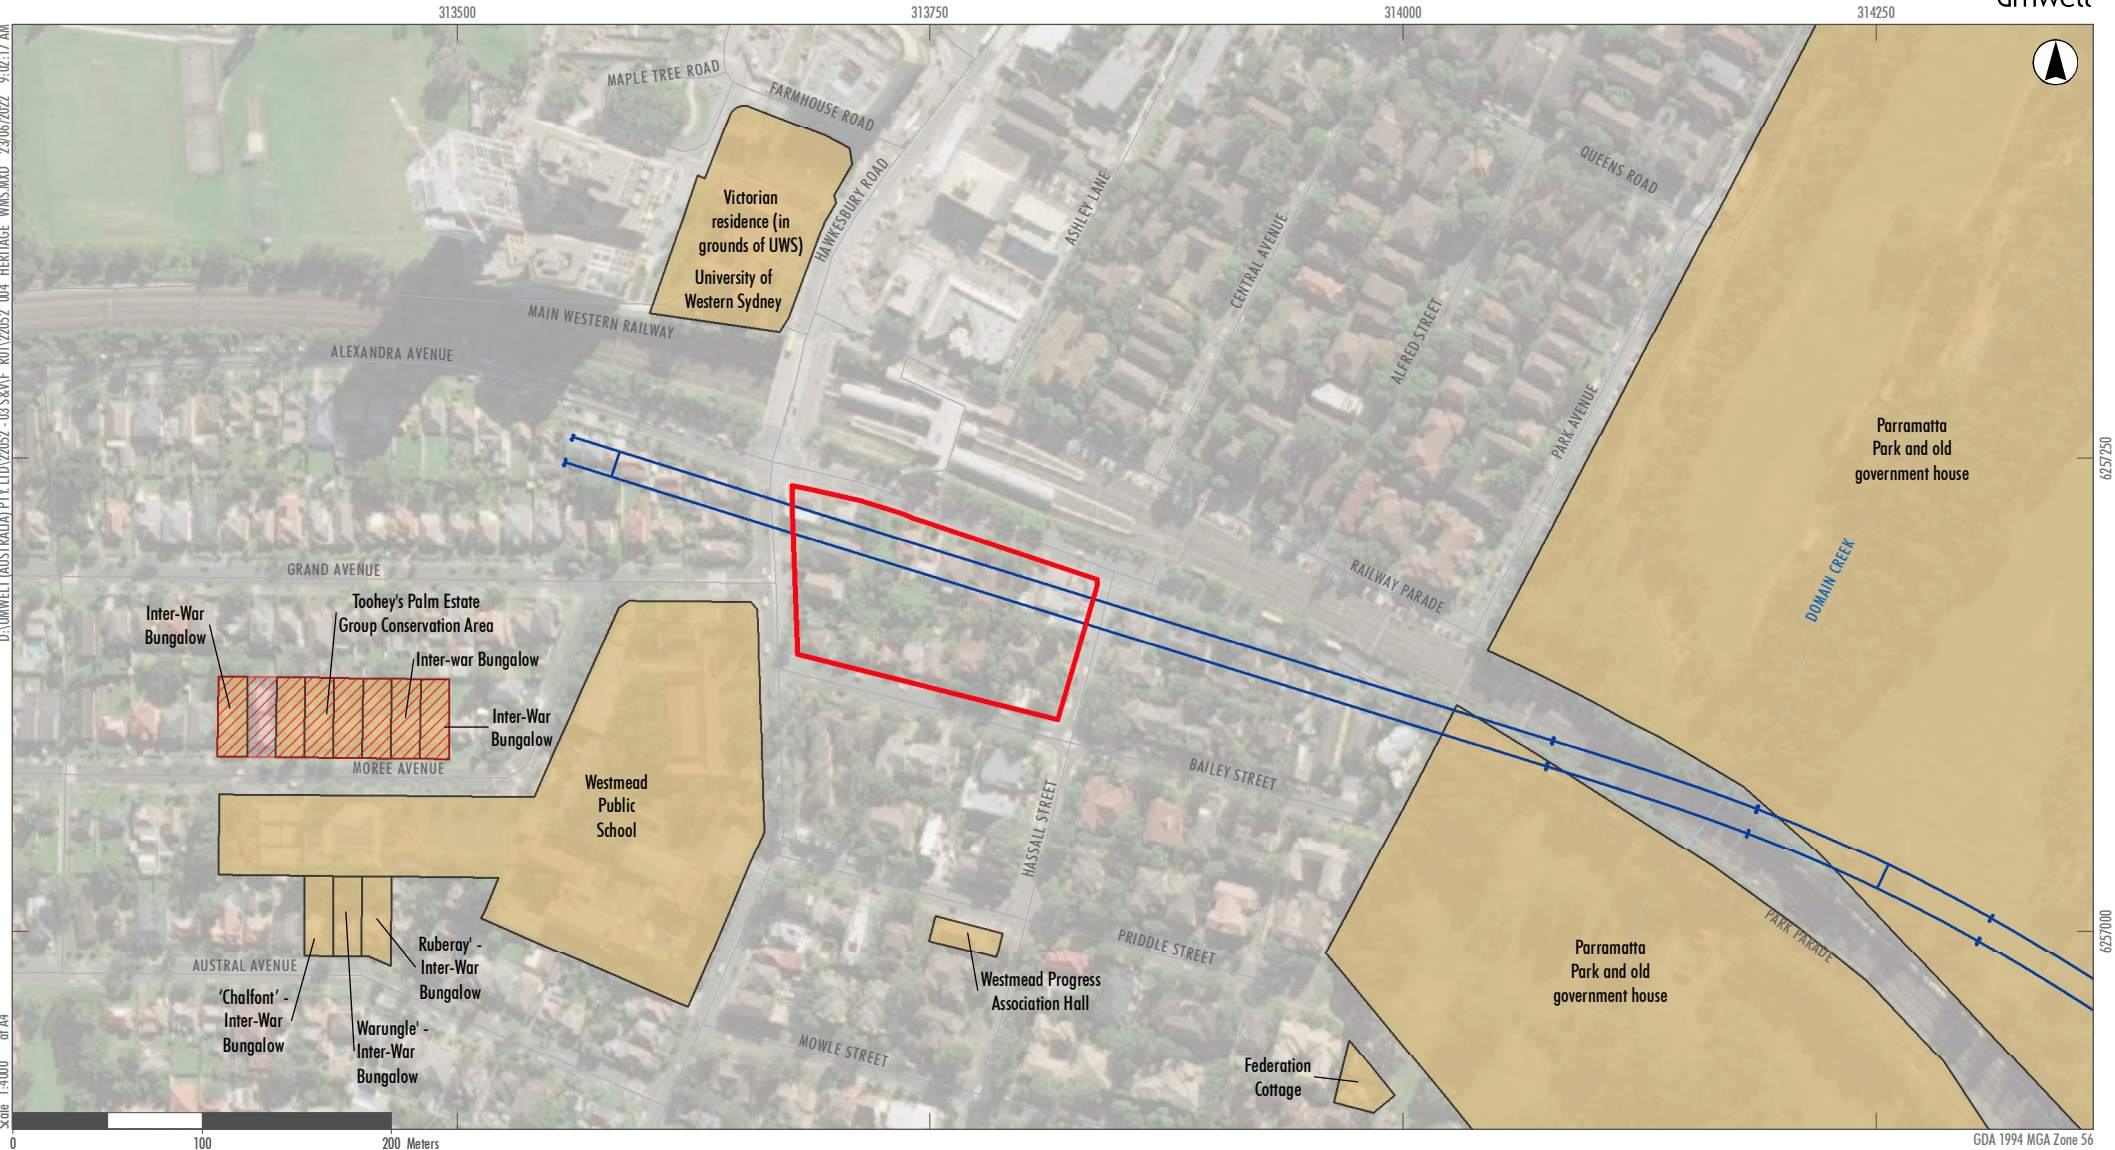 313500
313750
314000
314250
MAPLE TREE ROAD
FARMHOUSE ROAD
HAWKESBURY ROAD
ASHLEY LANE
QUEENS ROAD
CENTRAL AVENUE
ALFRED STREET
PARK AVENUE
Victorian
residence (in
grounds of UWS)
University of
Western Sydney
MAIN WESTERN RAILWAY
ALEXANDRA AVENUE
Parramatta
Park and old
government house
6257250
DOMAIN CREEK
RAILWAY PARADE
GRAND AVENUE
Inter-War
Bungalow
Toohey's Palm Estate
Group Conservation Area
Inter-war Bungalow
Inter-War
Bungalow
MOREE AVENUE
Westmead
Public
School
BAILEY STREET
HASSALL STREET
PRIDDLE STREET
PARK PARADE
6257000
Westmead Progress
Association Hall
Parramatta
Park and old
government house
Ruberay' -
Inter-War
Bungalow
AUSTRAL AVENUE
'Chalfont' -
Inter-War
Bungalow
Warungle' -
Inter-War
Bungalow
MOWLE STREET
Federation
Cottage
Scale 1:4000 at A4
0
100
200 Meters
GDA 1994 MGA Zone 56